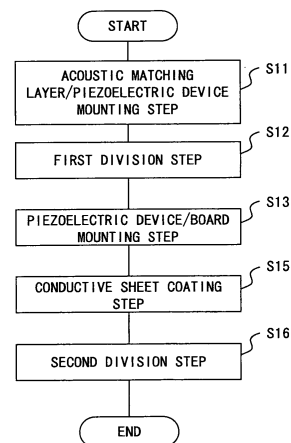 START
ACOUSTIC MATCHING
LAYER/PIEZOELECTRIC DEVICE
MOUNTING STEP
S11
FIRST DIVISION STEP
S12
PIEZOELECTRIC DEVICE/BOARD
MOUNTING STEP
S13
CONDUCTIVE SHEET COATING
STEP
S15
SECOND DIVISION STEP
S16
END